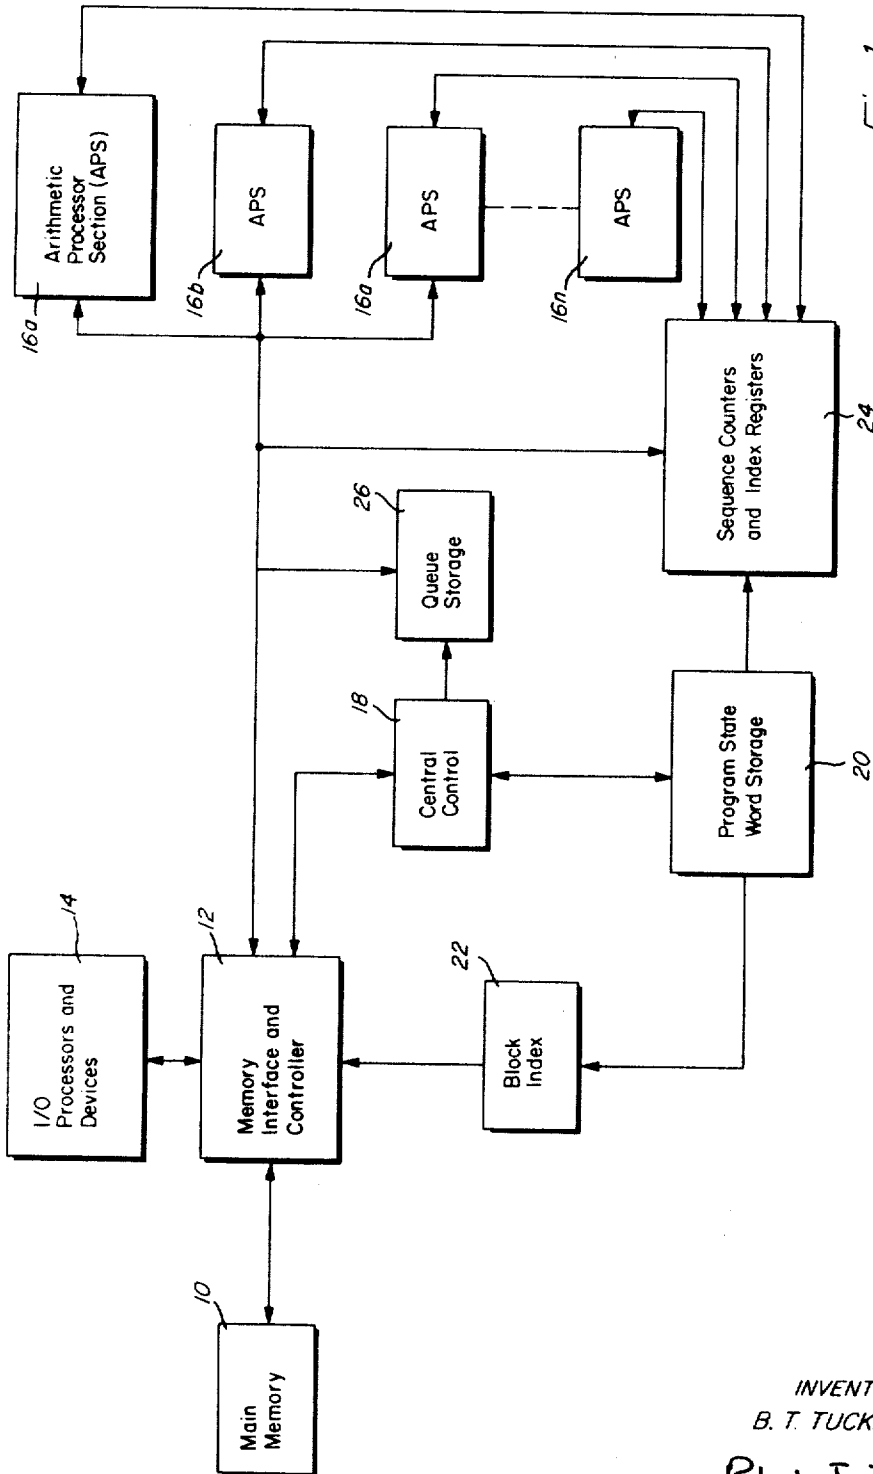 Arithmetic
Processor
Section (APS)
16a
APS
16b
APS
16a
APS
16n
Sequence Counters
and Index Registers
24
Queue
Storage
26
Central
Control
18
Program State
Word Storage
20
I/O
Processors and
Devices
14
Memory
Interface and
Controller
12
Block
Index
22
Main
Memory
10
INVENT
B. T. TUCK